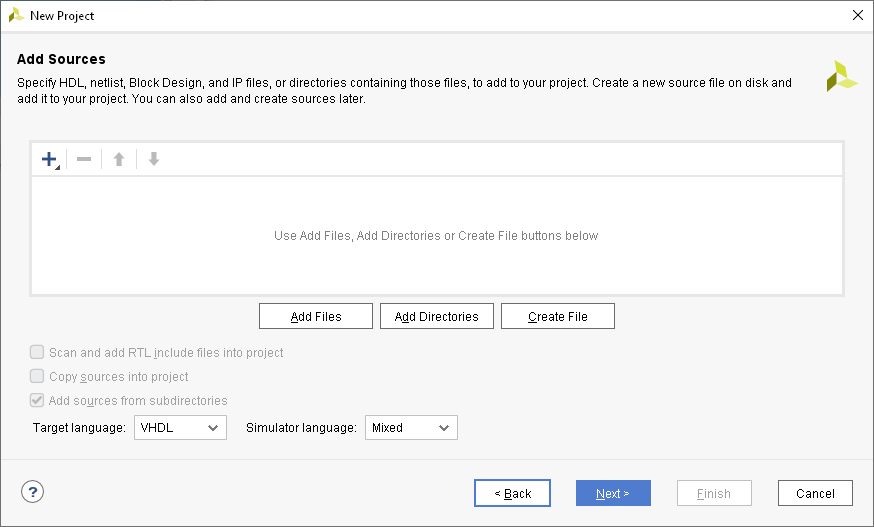 New Project
Add Sources
Specify HDL, netlist, Block Design, and IP files, or directories containing those files, to add to your project. Create a new source file on disk and
add it to your project. You can also add and create sources later.
Use Add Files, Add Directories or Create File buttons below
Add Files Add Directories Create File
Scan and add RTL include files into project
Copy sources into project
Add sources from subdirectories
Target language: VHDL Simulator language: Mixed
? < Back Next > Finish Cancel